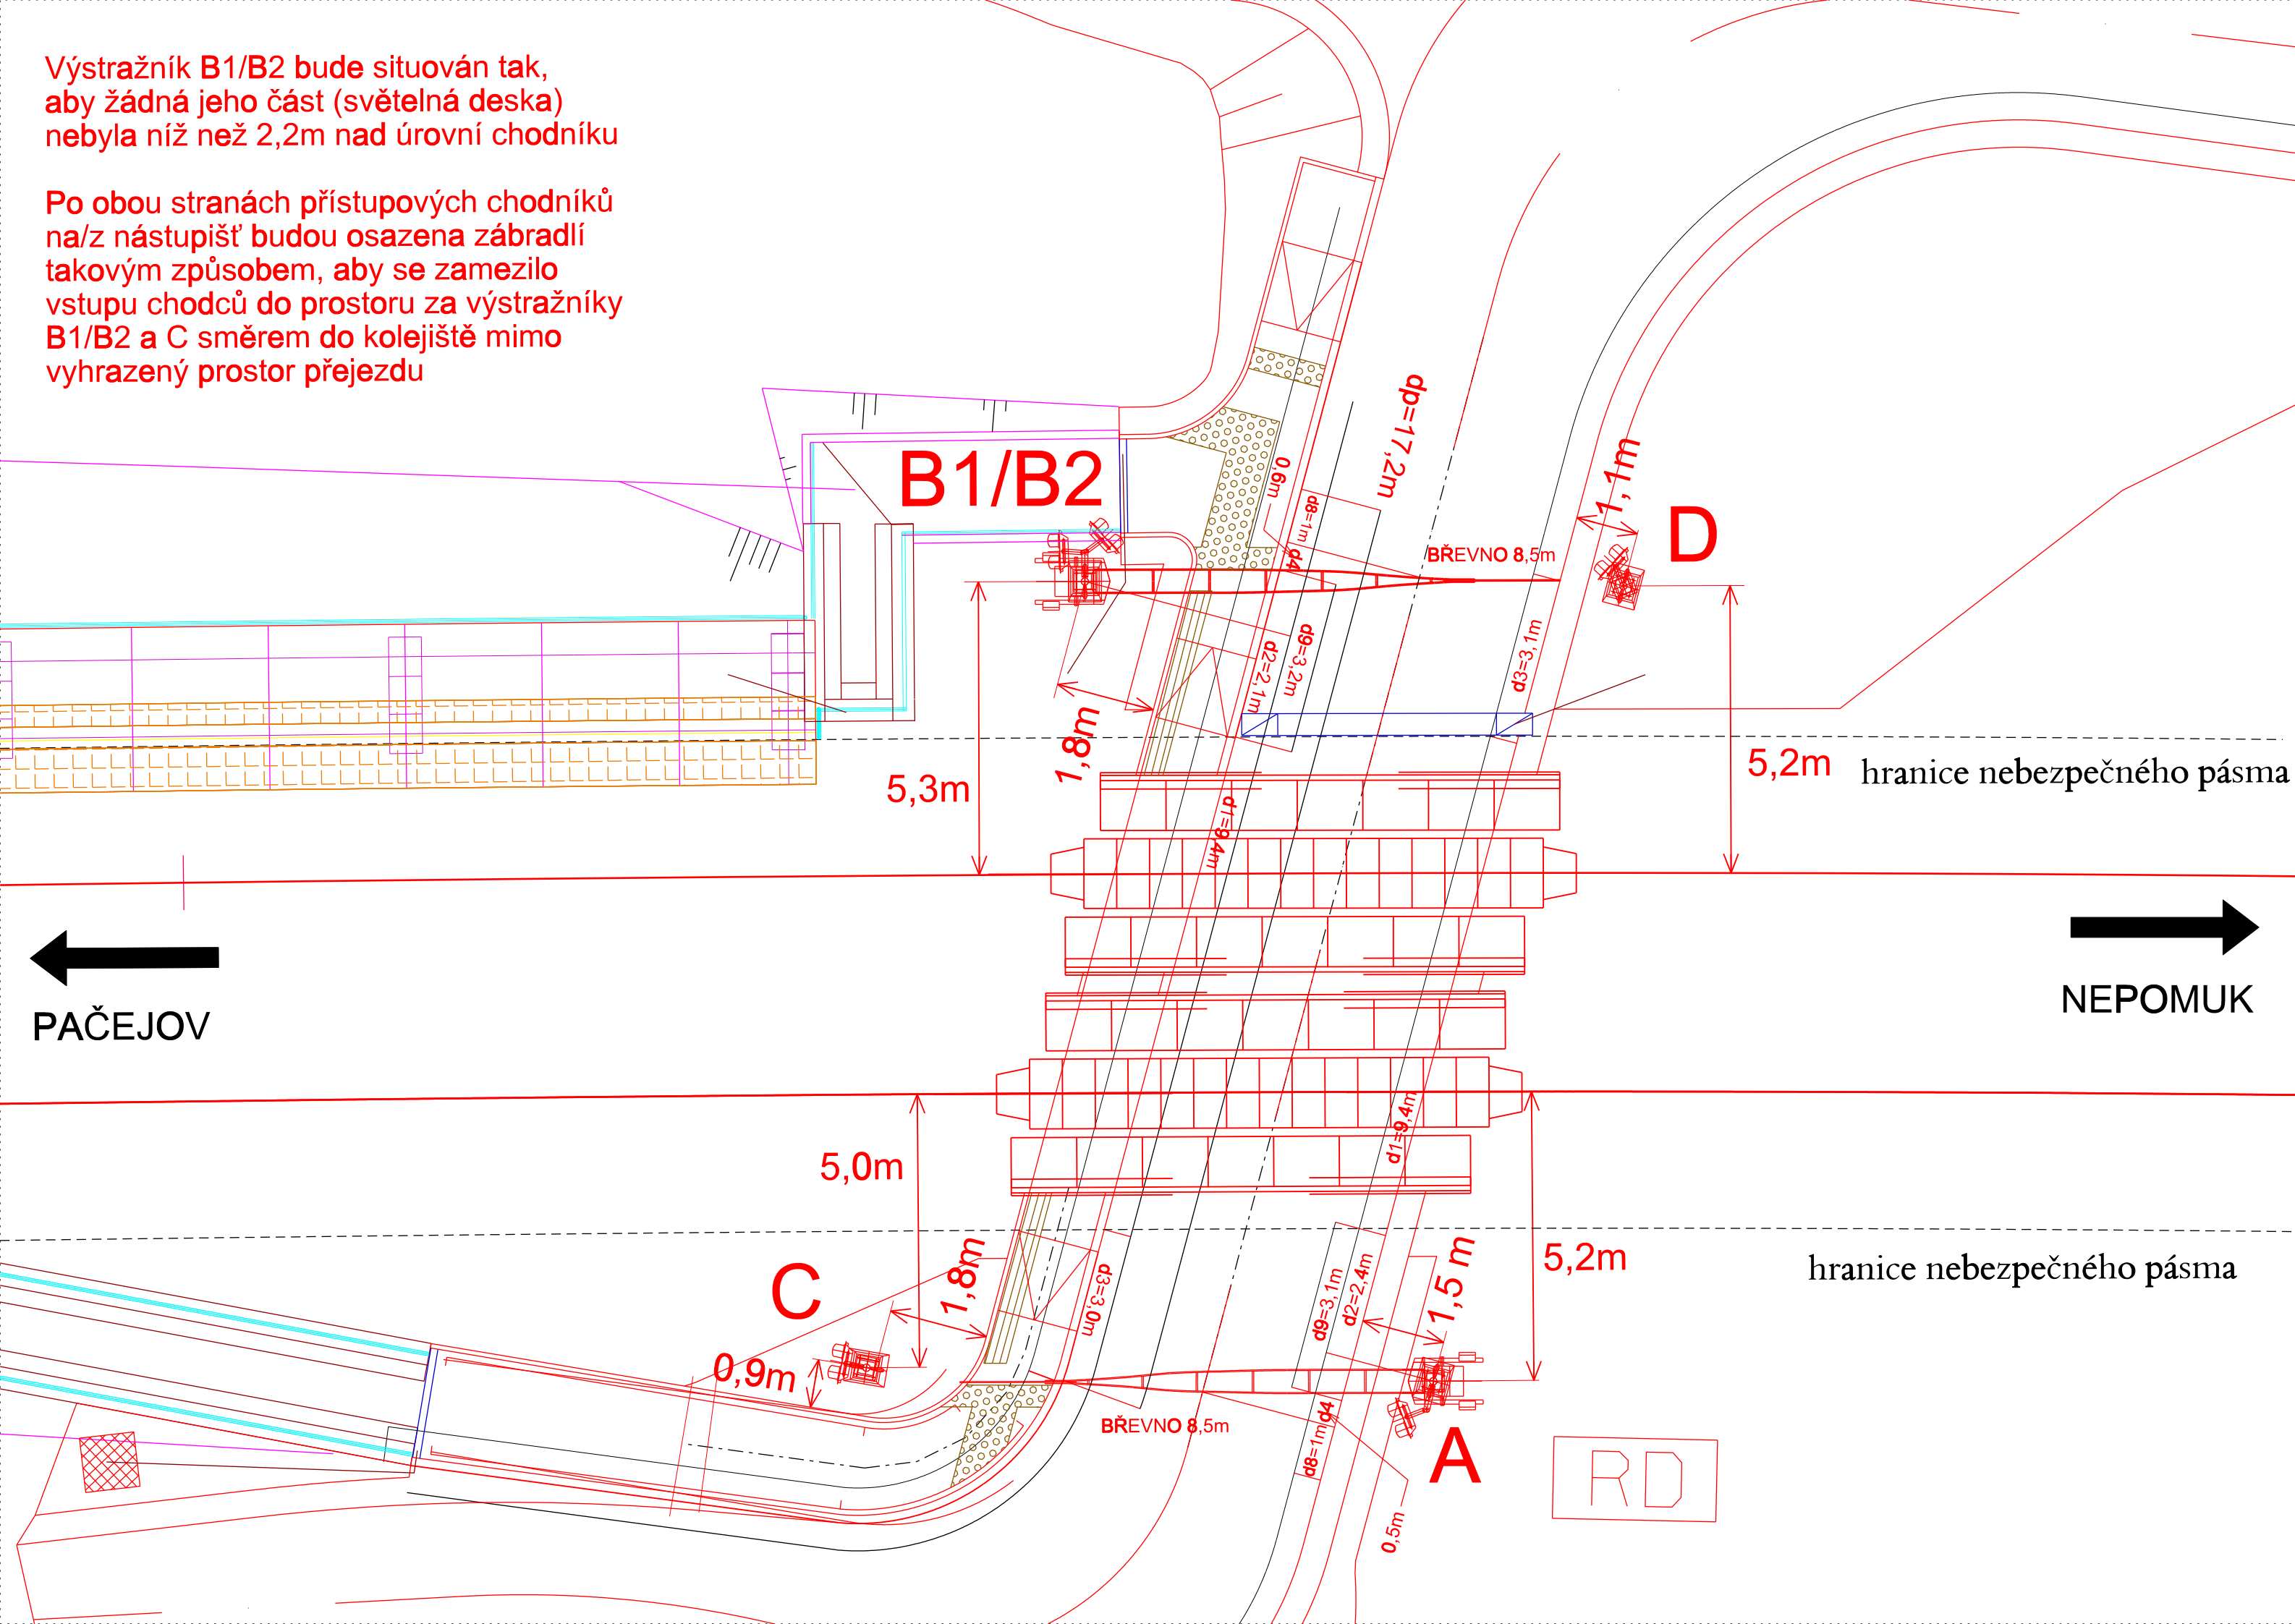 Výstražník B1/B2 bude situován tak,
aby žádná jeho část (světelná deska)
nebyla níž než 2,2m nad úrovní chodníku
Po obou stranách přístupových chodníků
na/z nástupišť budou osazena zábradlí
takovým způsobem, aby se zamezilo
vstupu chodců do prostoru za výstražníky
B1/B2 a C směrem do kolejiště mimo
vyhrazený prostor přejezdu
dp=17,2m
B1/B2
0,6m
d8=1m
d4
1,1m
D
BŘEVNO 8,5m
d9=3,2m
d2=2,1m
d3=3,1m
1,8m
5,3m
5,2m
hranice nebezpečného pásma
d1=9,4m
PAČEJOV
NEPOMUK
d1=9,4m
5,0m
5,2m
hranice nebezpečného pásma
C
1,8m
d3=3,0m
d9=3,1m
d2=2,4m
1,5 m
0,9m
BŘEVNO 8,5m
d8=1m
d4
A
RD
0,5m